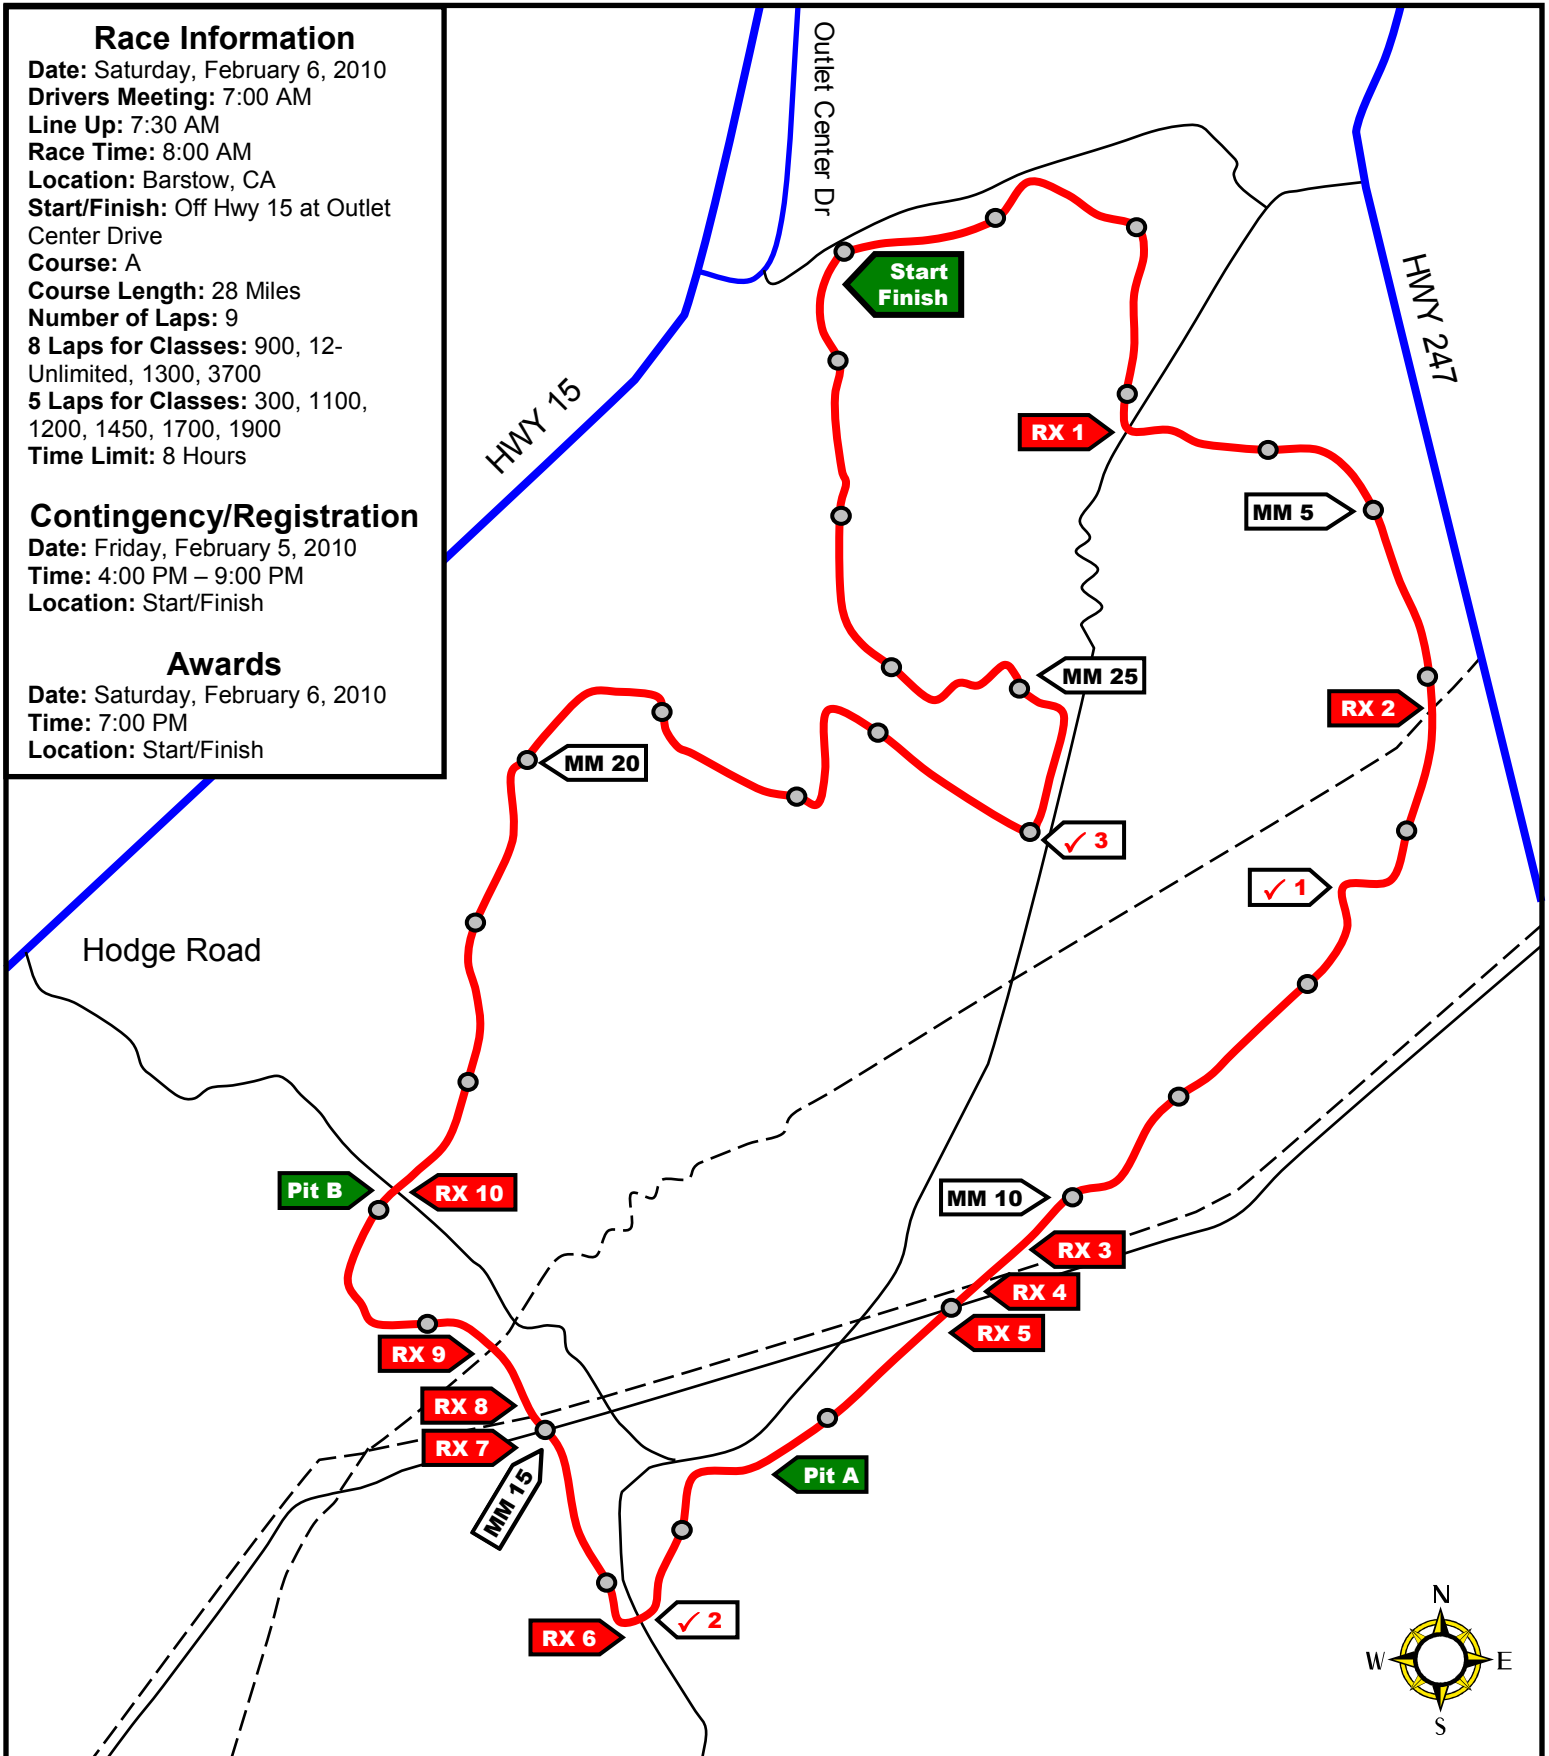 Race Information
Date: Saturday, February 6, 2010
Drivers Meeting: 7:00 AM
Line Up: 7:30 AM
Race Time: 8:00 AM
Location: Barstow, CA
Start/Finish: Off Hwy 15 at Outlet
Center Drive
Course: A
Course Length: 28 Miles
Number of Laps: 9
8 Laps for Classes: 900, 12-
Unlimited, 1300, 3700
5 Laps for Classes: 300, 1100,
1200, 1450, 1700, 1900
Time Limit: 8 Hours
Contingency/Registration
Date: Friday, February 5, 2010
Time: 4:00 PM – 9:00 PM
Location: Start/Finish
Awards
Date: Saturday, February 6, 2010
Time: 7:00 PM
Location: Start/Finish
Outlet Center Dr
Start
Finish
HWY 247
HWY 15
RX 1
MM 5
MM 25
RX 2
MM 20
✓ 3
✓ 1
Hodge Road
Pit B
RX 10
MM 10
RX 3
RX 4
RX 5
RX 9
RX 8
RX 7
MM 15
Pit A
✓ 2
RX 6
N
W
E
S